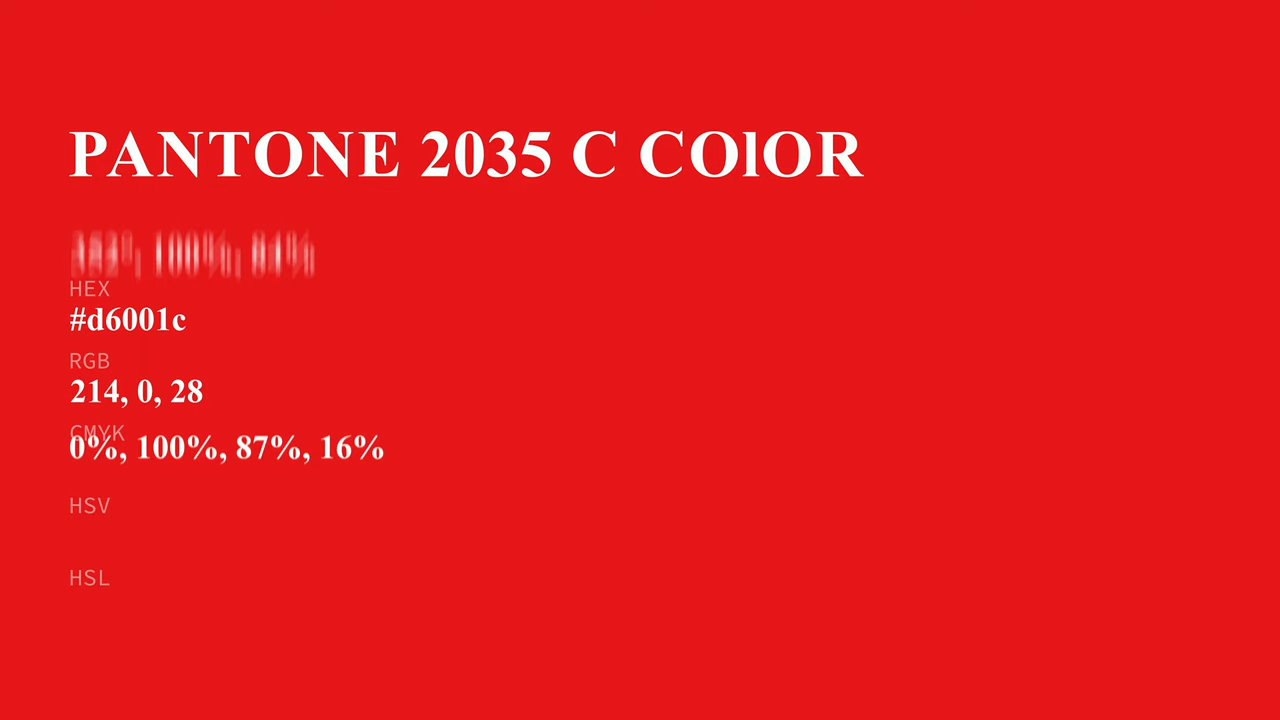 PANTONE 2035 C COlOR
HEX
#d6001c
RGB
214, 0, 28
CMYK
0%, 100%, 87%, 16%
HSV
HSL